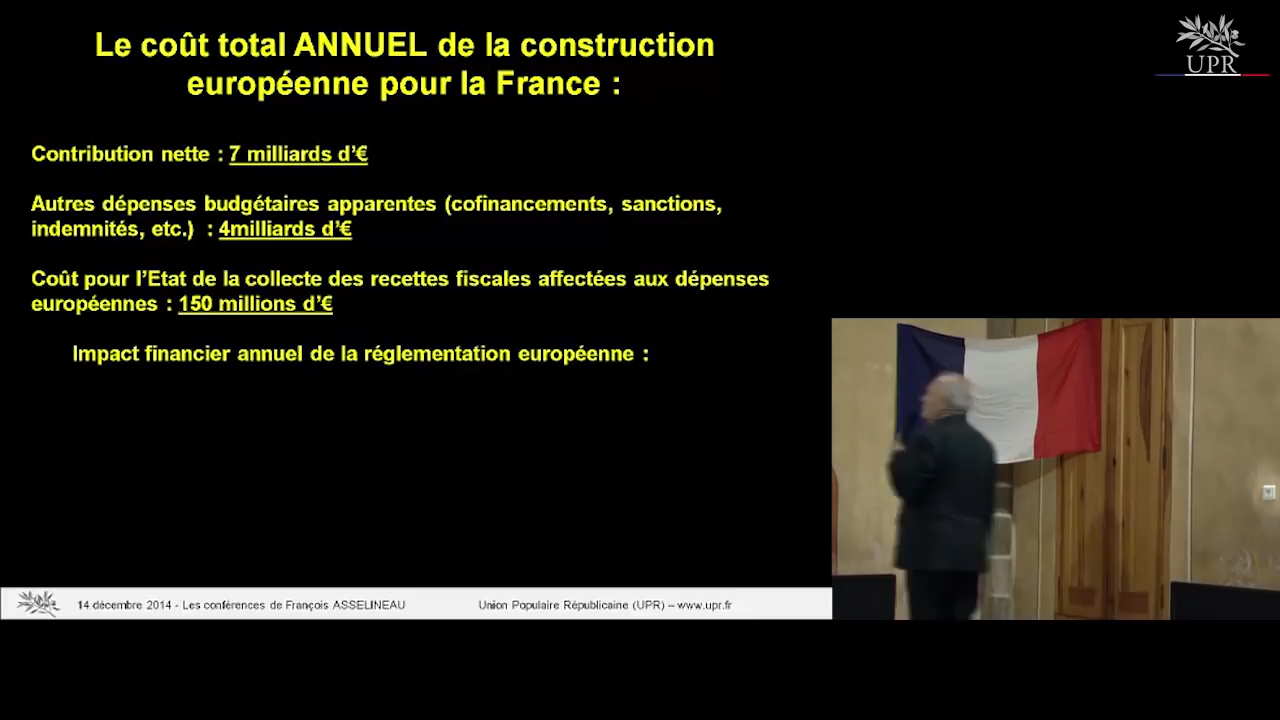 Le coût total ANNUEL de la construction
européenne pour la France :
UPR
Contribution nette : 7 milliards d'€
Autres dépenses budgétaires apparentes (cofinancements, sanctions,
indemnités, etc.) : 4milliards d'€
Coût pour l'Etat de la collecte des recettes fiscales affectées aux dépenses
européennes : 150 millions d'€
Impact financier annuel de la réglementation européenne :
14 décembre 2014 - Les conférences de François ASSELINEAU Union Populaire Républicaine (UPR) – www.upr.fr